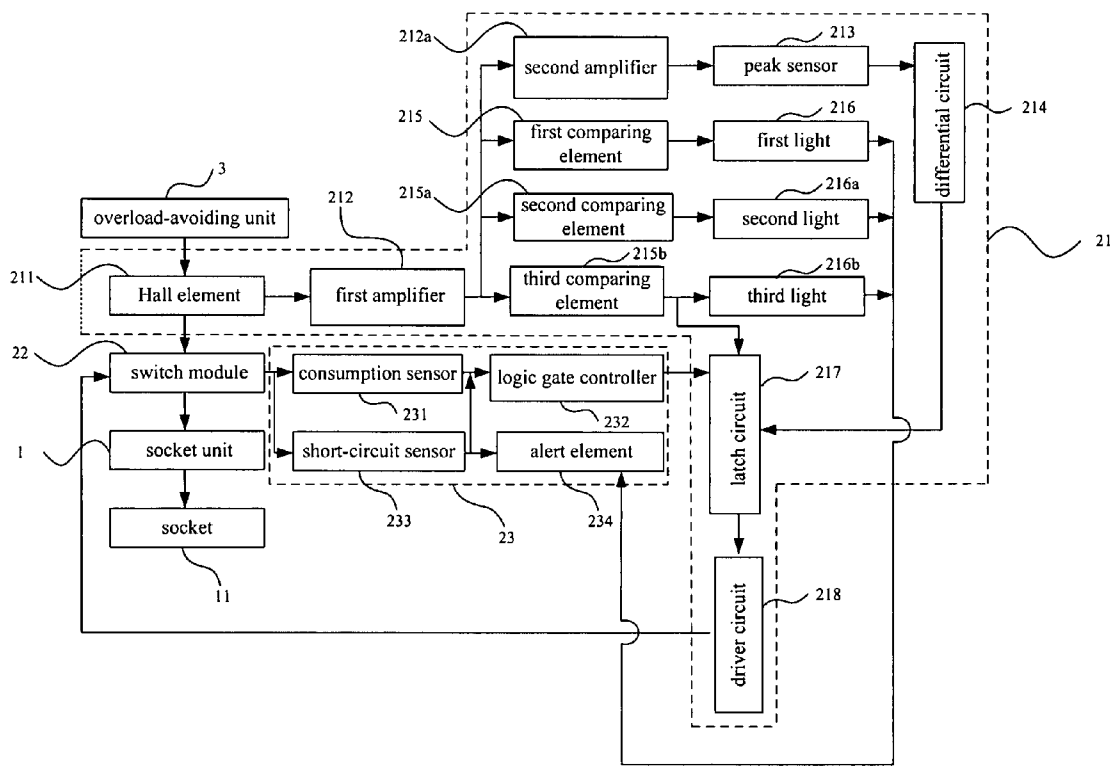 212a
213
second amplifier
peak sensor
differential circuit
214
215
216
first comparing
element
first light
3
215a
216a
overload-avoiding unit
212
second comparing
element
second light
21
215b
216b
211
Hall element
first amplifier
third comparing
element
third light
22
switch module
consumption sensor
logic gate controller
217
231
232
latch circuit
1
socket unit
short-circuit sensor
alert element
233
23
234
socket
11
driver circuit
218